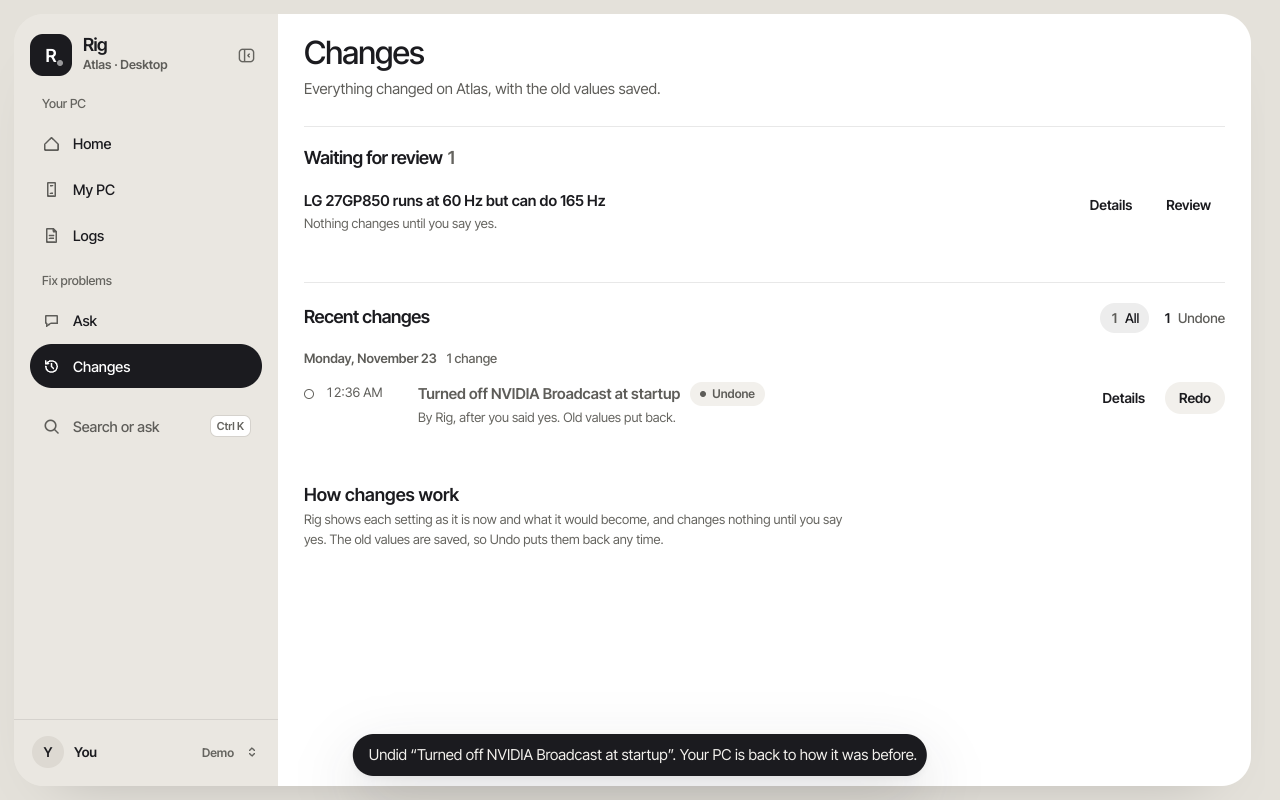 R
Rig
Atlas · Desktop
Your PC
Home
My PC
Logs
Fix problems
Ask
Changes
Search or ask
Ctrl K
Y
You
Demo
Changes
Everything changed on Atlas, with the old values saved.
Waiting for review 1
LG 27GP850 runs at 60 Hz but can do 165 Hz
Nothing changes until you say yes.
Details
Review
Recent changes
1 All
1 Undone
Monday, November 23 1 change
12:36 AM
Turned off NVIDIA Broadcast at startup
Undone
By Rig, after you said yes. Old values put back.
Details
Redo
How changes work
Rig shows each setting as it is now and what it would become, and changes nothing until you say
yes. The old values are saved, so Undo puts them back any time.
Undid “Turned off NVIDIA Broadcast at startup”. Your PC is back to how it was before.